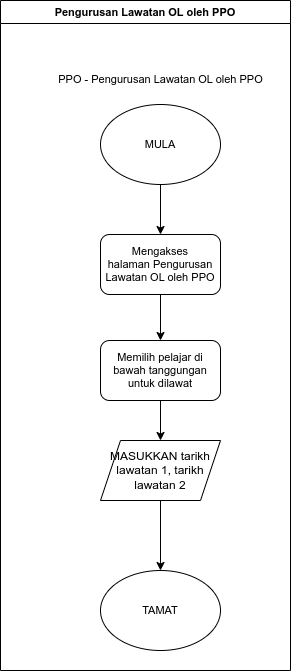 Pengurusan Lawatan OL oleh PPO
PPO - Pengurusan Lawatan OL oleh PPO
MULA
Mengakses
halaman Pengurusan
Lawatan OL oleh PPO
Memilih pelajar di
bawah tanggungan
untuk dilawat
MASUKKAN tarikh
lawatan 1, tarikh
lawatan 2
TAMAT